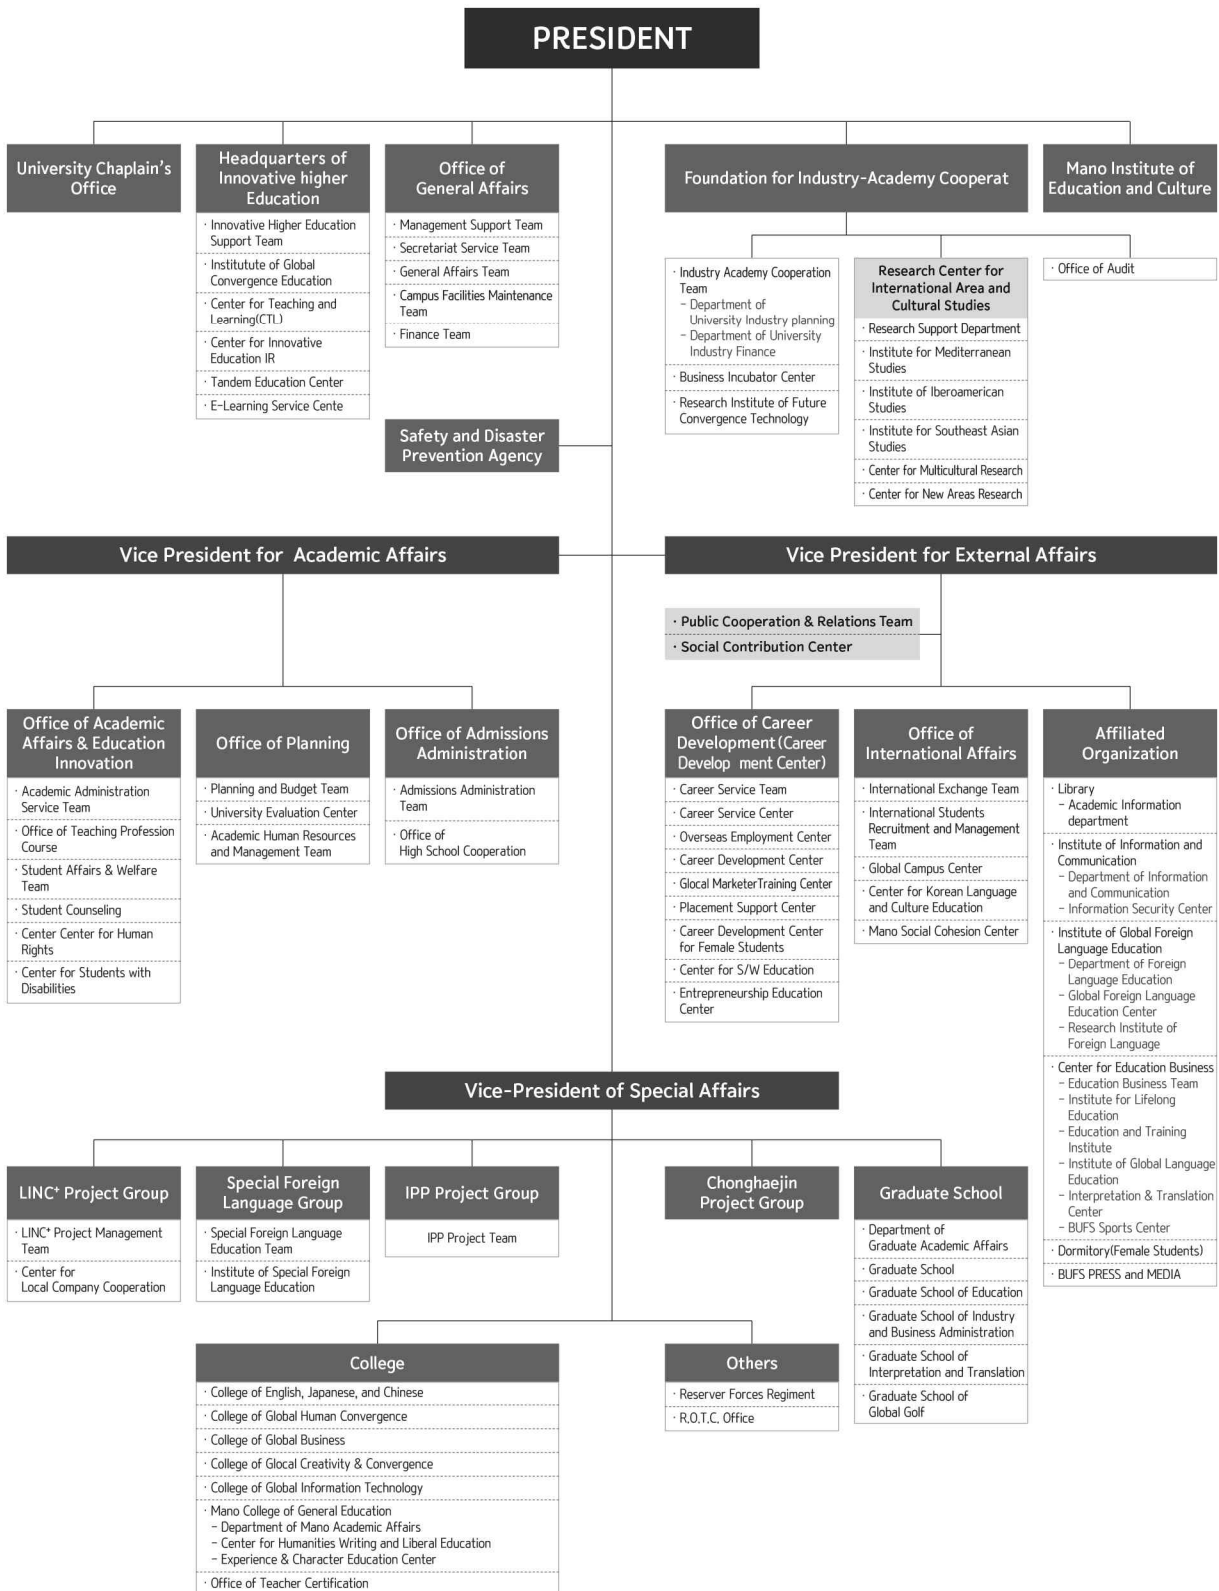 PRESIDENT
University Chaplain's
Office
Headquarters of
Innovative higher
Education
· Innovative Higher Education
Support Team
· Institutute of Global
Convergence Education
· Center for Teaching and
Learning(CTL)
· Center for Innovative
Education IR
· Tandem Education Center
· E-Learning Service Cente
Office of
General Affairs
· Management Support Team
· Secretariat Service Team
· General Affairs Team
· Campus Facilities Maintenance
Team
· Finance Team
Safety and Disaster
Prevention Agency
Foundation for Industry-Academy Cooperat
· Industry Academy Cooperation
Team
- Department of
University Industry planning
- Department of University
Industry Finance
· Business Incubator Center
· Research Institute of Future
Convergence Technology
Research Center for
International Area and
Cultural Studies
· Research Support Department
· Institute for Mediterranean
Studies
· Institute of Iberoamerican
Studies
· Institute for Southeast Asian
Studies
· Center for Multicultural Research
· Center for New Areas Research
Mano Institute of
Education and Culture
· Office of Audit
Vice President for Academic Affairs
Office of Academic
Affairs & Education
Innovation
· Academic Administration
Service Team
· Office of Teaching Profession
Course
· Student Affairs & Welfare
Team
· Student Counseling
· Center Center for Human
Rights
· Center for Students with
Disabilities
Office of Planning
· Planning and Budget Team
· University Evaluation Center
· Academic Human Resources
and Management Team
Office of Admissions
Administration
· Admissions Administration
Team
· Office of
High School Cooperation
Vice President for External Affairs
· Public Cooperation & Relations Team
· Social Contribution Center
Office of Career
Development (Career
Develop ment Center)
· Career Service Team
· Career Service Center
· Overseas Employment Center
· Career Development Center
· Glocal MarketerTraining Center
· Placement Support Center
· Career Development Center
for Female Students
· Center for S/W Education
· Entrepreneurship Education
Center
Office of
International Affairs
· International Exchange Team
· International Students
Recruitment and Management
Team
· Global Campus Center
· Center for Korean Language
and Culture Education
· Mano Social Cohesion Center
Affiliated
Organization
· Library
- Academic Information
department
· Institute of Information and
Communication
- Department of Information
and Communication
- Information Security Center
· Institute of Global Foreign
Language Education
- Department of Foreign
Language Education
- Global Foreign Language
Education Center
- Research Institute of
Foreign Language
· Center for Education Business
- Education Business Team
- Institute for Lifelong
Education
- Education and Training
Institute
- Institute of Global Language
Education
- Interpretation & Translation
Center
- BUFS Sports Center
· Dormitory(Female Students)
· BUFS PRESS and MEDIA
Vice-President of Special Affairs
LINC⁺ Project Group
· LINC⁺ Project Management
Team
· Center for
Local Company Cooperation
Special Foreign
Language Group
· Special Foreign Language
Education Team
· Institute of Special Foreign
Language Education
IPP Project Group
IPP Project Team
Chonghaejin
Project Group
Graduate School
· Department of
Graduate Academic Affairs
· Graduate School
· Graduate School of Education
· Graduate School of Industry
and Business Administration
· Graduate School of
Interpretation and Translation
· Graduate School of
Global Golf
College
· College of English, Japanese, and Chinese
· College of Global Human Convergence
· College of Global Business
· College of Glocal Creativity & Convergence
· College of Global Information Technology
· Mano College of General Education
- Department of Mano Academic Affairs
- Center for Humanities Writing and Liberal Education
- Experience & Character Education Center
· Office of Teacher Certification
Others
· Reserver Forces Regiment
· R.O.T.C. Office